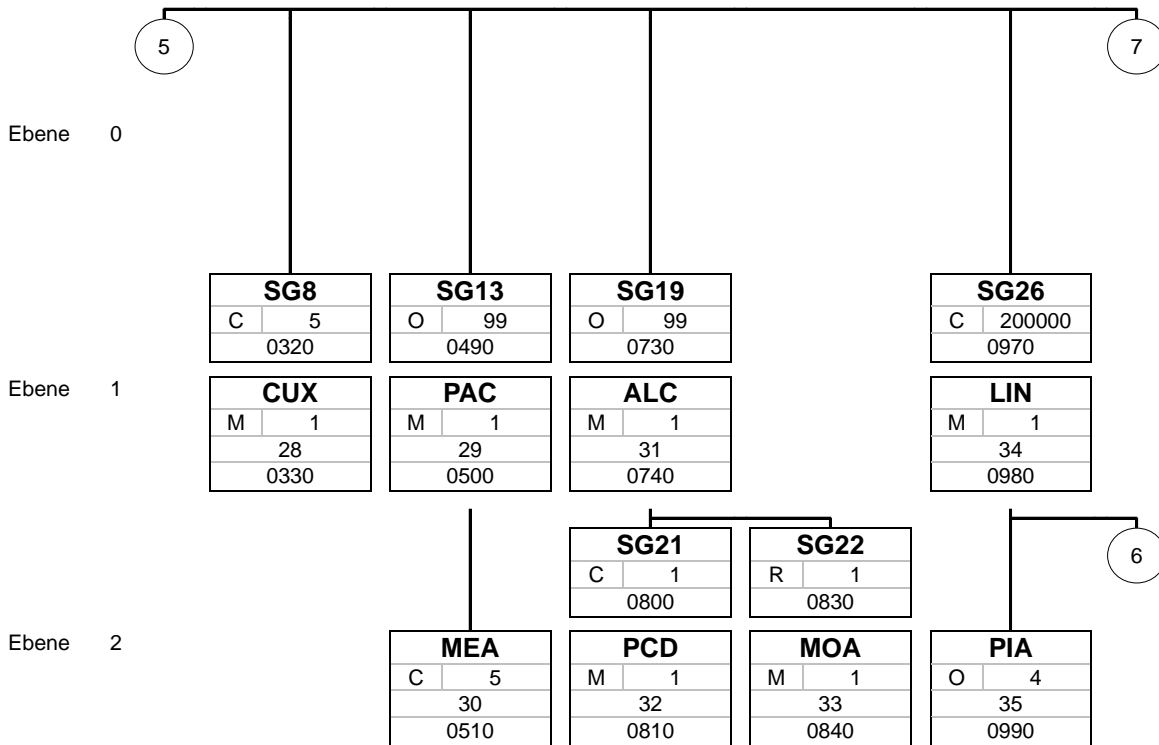 5 7
Ebene 0
SG8 SG13 SG19 SG26
C 5 O 99 O 99 C 200000
0320 0490 0730 0970
Ebene 1 CUX PAC ALC LIN
M 1 M 1 M 1 M 1
28 29 31 34
0330 0500 0740 0980
SG21 SG22 6
C 1 R 1
0800 0830
Ebene 2 MEA PCD MOA PIA
C 5 M 1 M 1 O 4
30 32 33 35
0510 0810 0840 0990